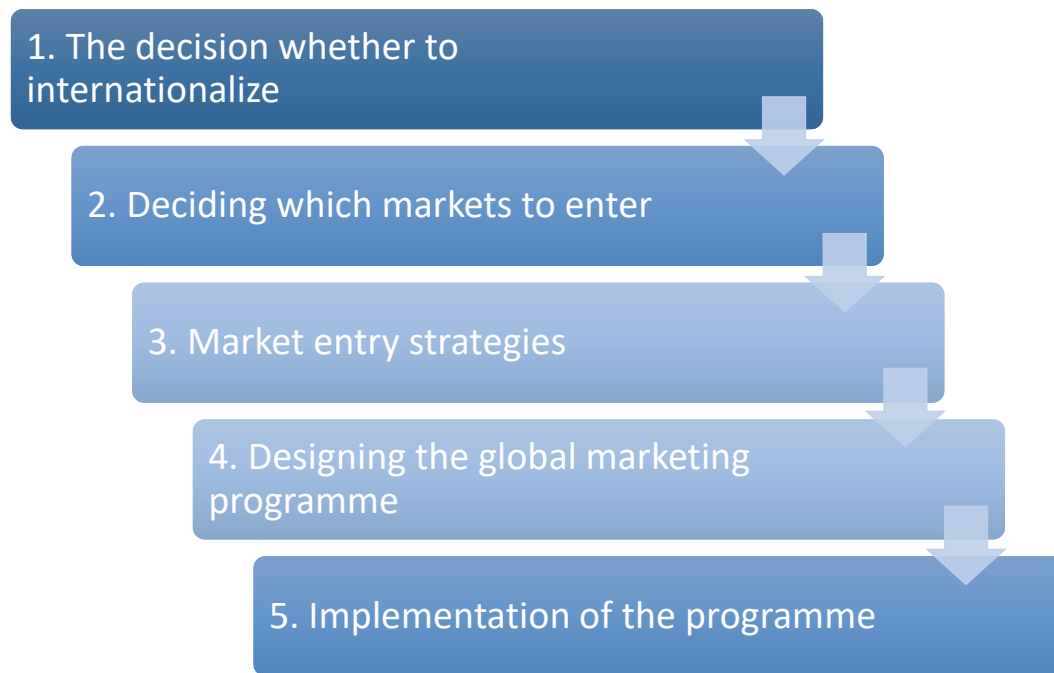 1. The decision whether to
internationalize
2. Deciding which markets to enter
3. Market entry strategies
4. Designing the global marketing
programme
5. Implementation of the programme